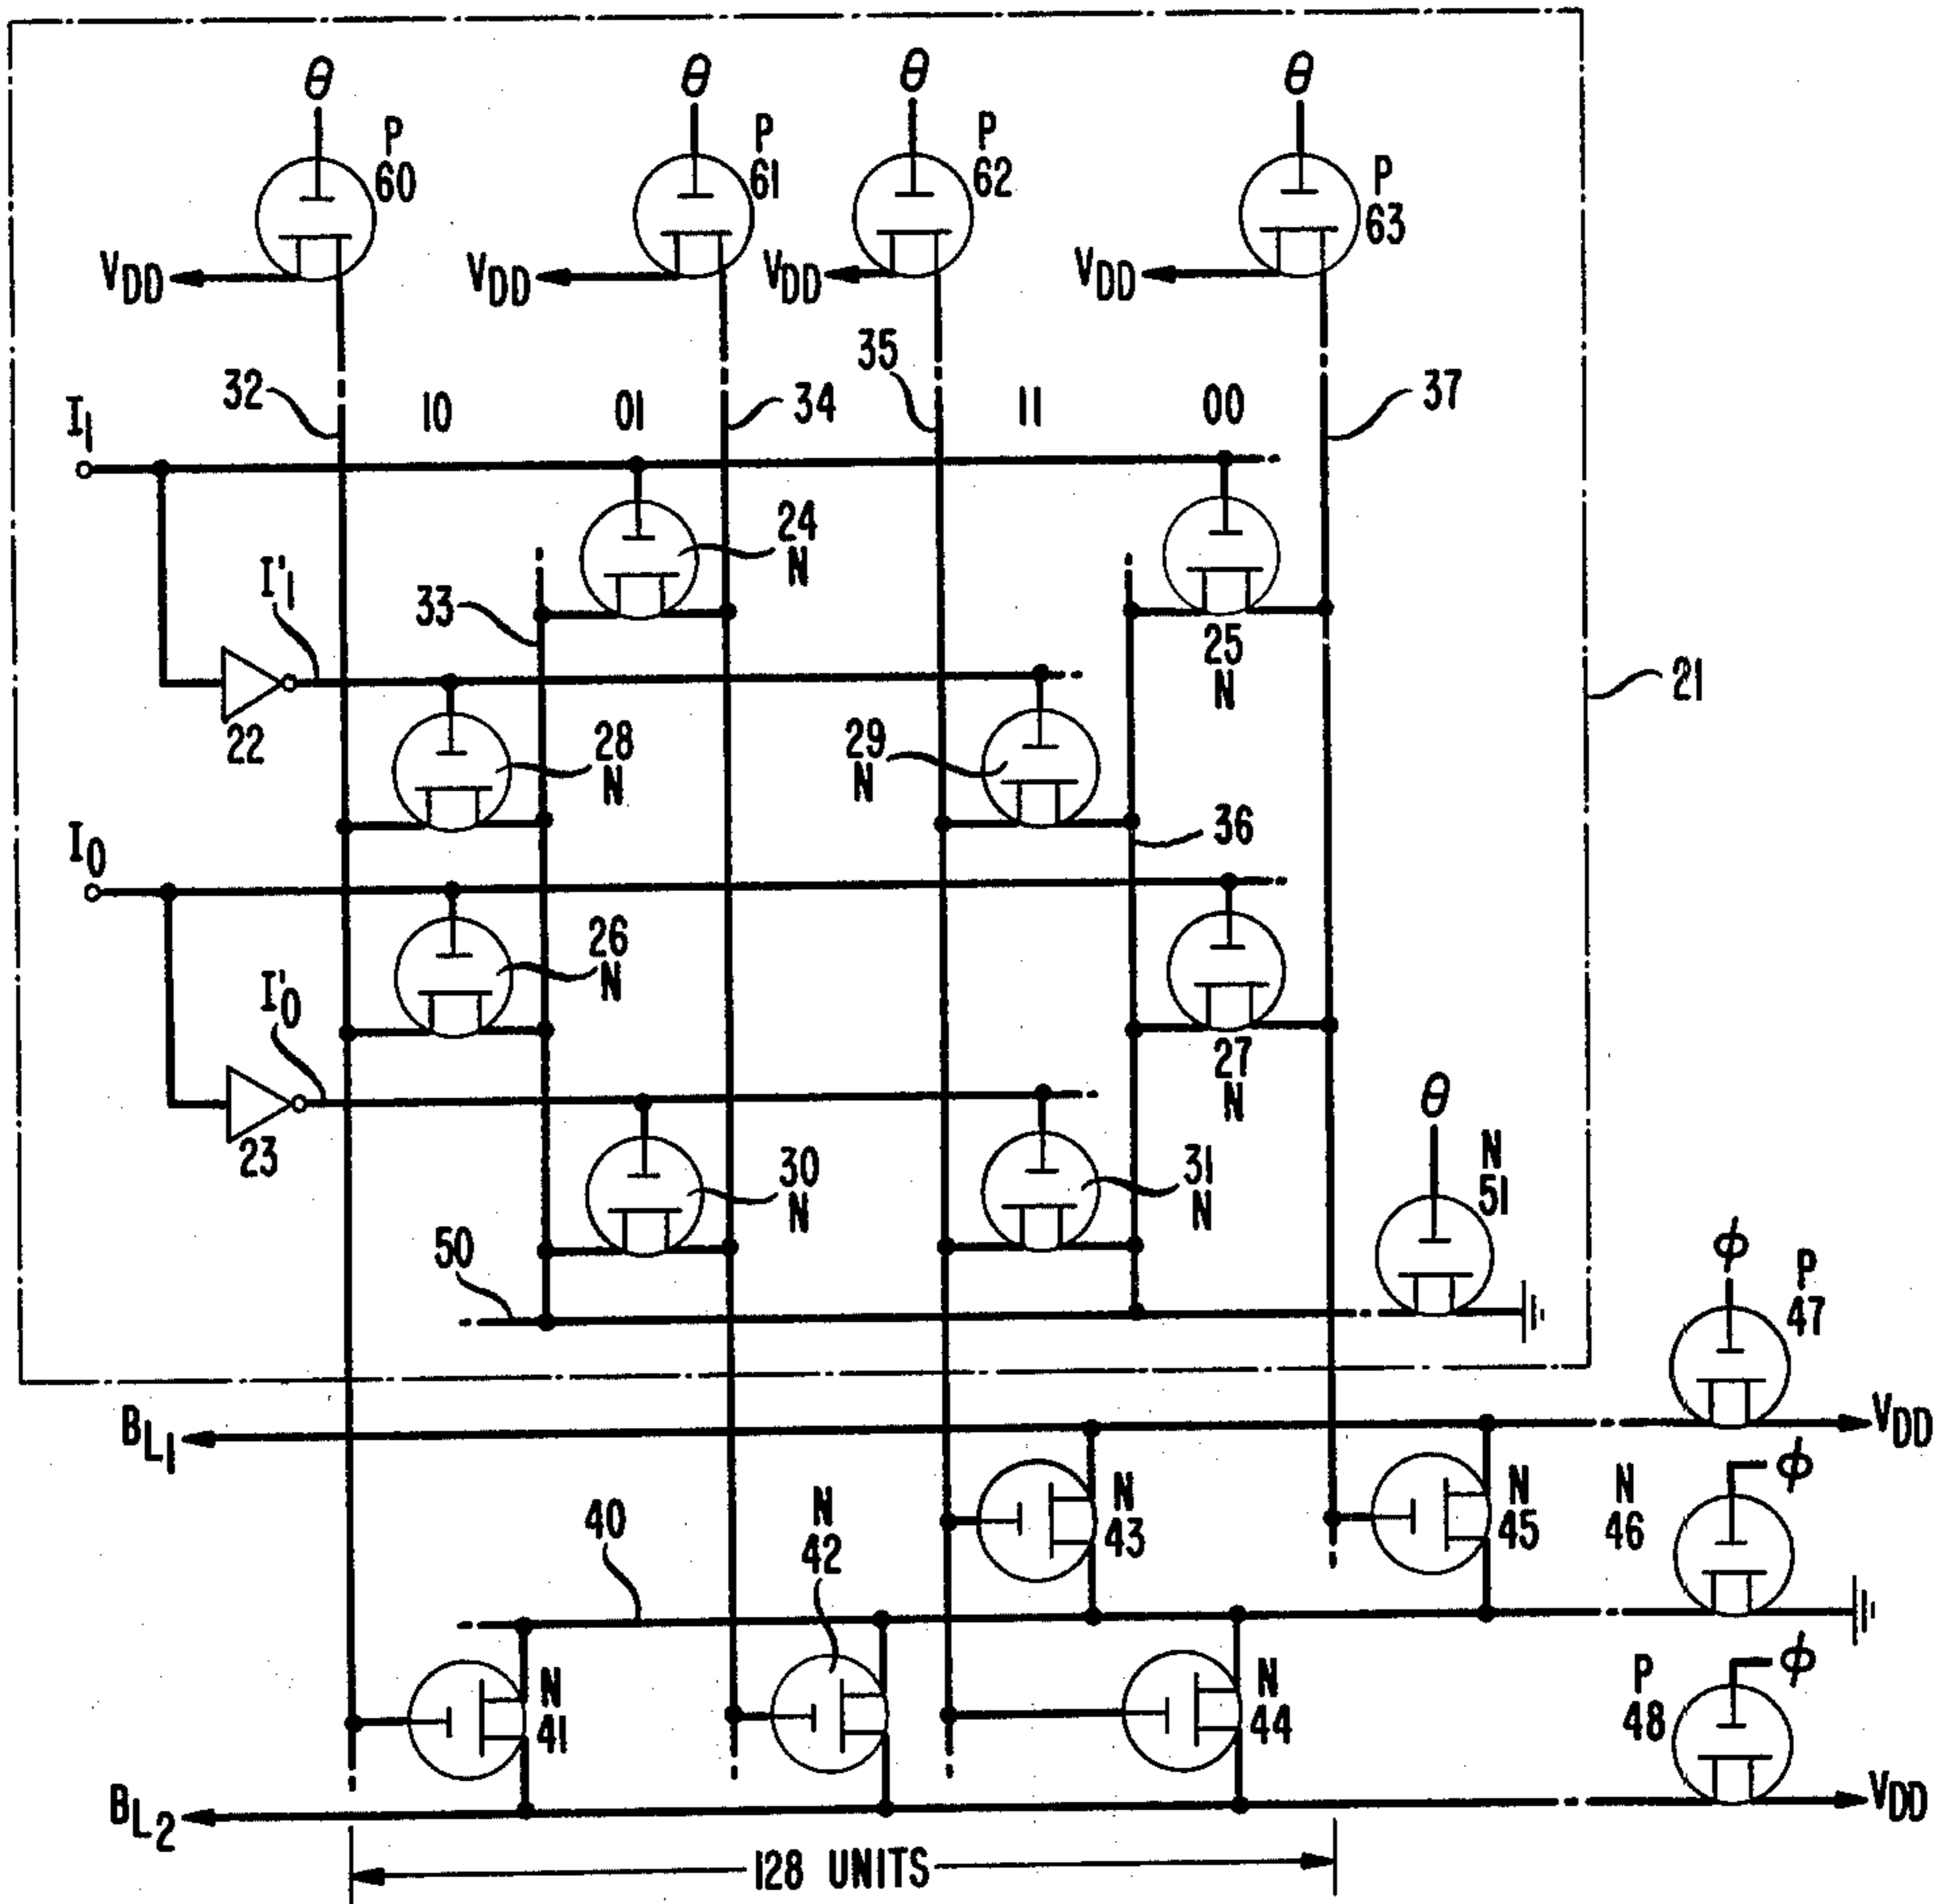 θ θ θ θ
P 60
P 61
P 62
P 63
VDD VDD VDD VDD
32 10 01 34 35 11 00 37
I1
24 N
I'1
33
25 N
21
22
28 N
29 N
I0
36
26 N
I'0
27 N
θ
23
30 N
31 N
N 51
50
φ
P 47
BL1
VDD
N 43
N 45
N 46
φ
40
N 42
N 41
N 44
P 48
φ
BL2
VDD
128 UNITS